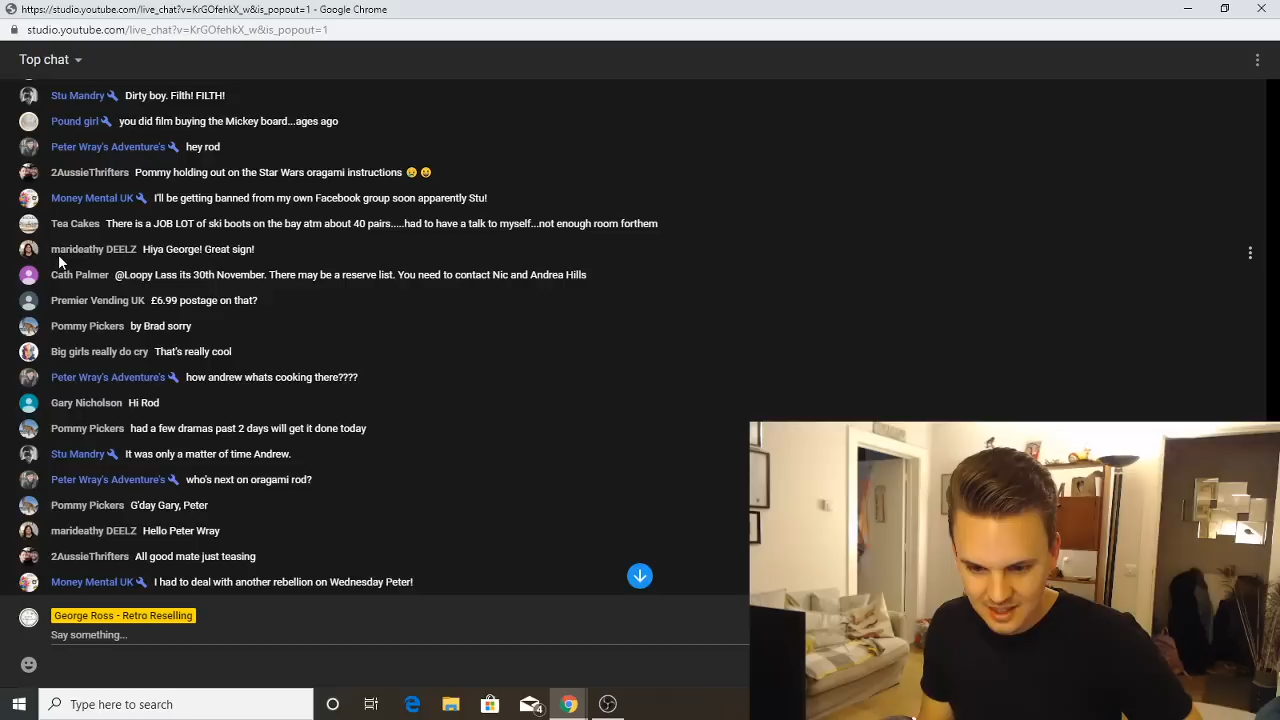 https://studio.youtube.com/live_chat?v=KrGOfehkX_w&is_popout=1 - Google Chrome
studio.youtube.com/live_chat?v=KrGOfehkX_w&is_popout=1
Top chat
Stu Mandry Dirty boy. Filth! FILTH!
Pound girl you did film buying the Mickey board...ages ago
Peter Wray's Adventure's hey rod
2AussieThrifters Pommy holding out on the Star Wars oragami instructions 😢 😛
Money Mental UK I'll be getting banned from my own Facebook group soon apparently Stu!
Tea Cakes There is a JOB LOT of ski boots on the bay atm about 40 pairs.....had to have a talk to myself...not enough room forthem
marideathy DEELZ Hiya George! Great sign!
Cath Palmer @Loopy Lass its 30th November. There may be a reserve list. You need to contact Nic and Andrea Hills
Premier Vending UK £6.99 postage on that?
Pommy Pickers by Brad sorry
Big girls really do cry That's really cool
Peter Wray's Adventure's how andrew whats cooking there????
Gary Nicholson Hi Rod
Pommy Pickers had a few dramas past 2 days will get it done today
Stu Mandry It was only a matter of time Andrew.
Peter Wray's Adventure's who's next on oragami rod?
Pommy Pickers G'day Gary, Peter
marideathy DEELZ Hello Peter Wray
2AussieThrifters All good mate just teasing
Money Mental UK I had to deal with another rebellion on Wednesday Peter!
George Ross - Retro Reselling
Say something...
Type here to search
4